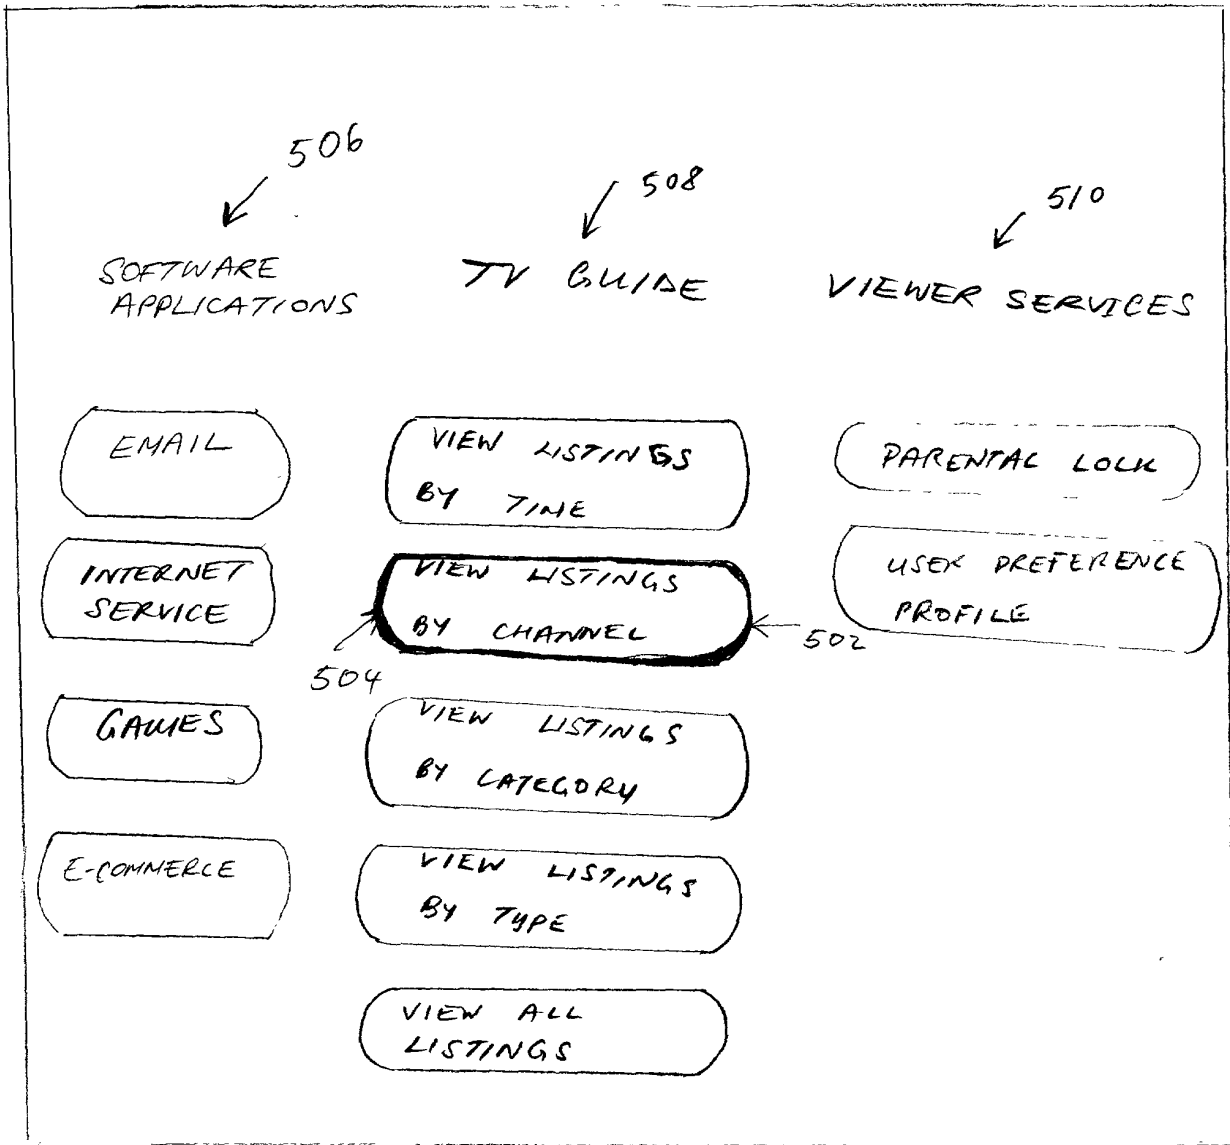 506
508
510
SOFTWARE
APPLICATIONS
TV GUIDE
VIEWER SERVICES
EMAIL
INTERNET
SERVICE
GAMES
E-COMMERCE
VIEW LISTINGS
BY TIME
VIEW LISTINGS
BY CHANNEL
504
502
VIEW LISTINGS
BY CATEGORY
VIEW LISTINGS
BY TYPE
VIEW ALL
LISTINGS
PARENTAL LOCK
USER PREFERENCE
PROFILE